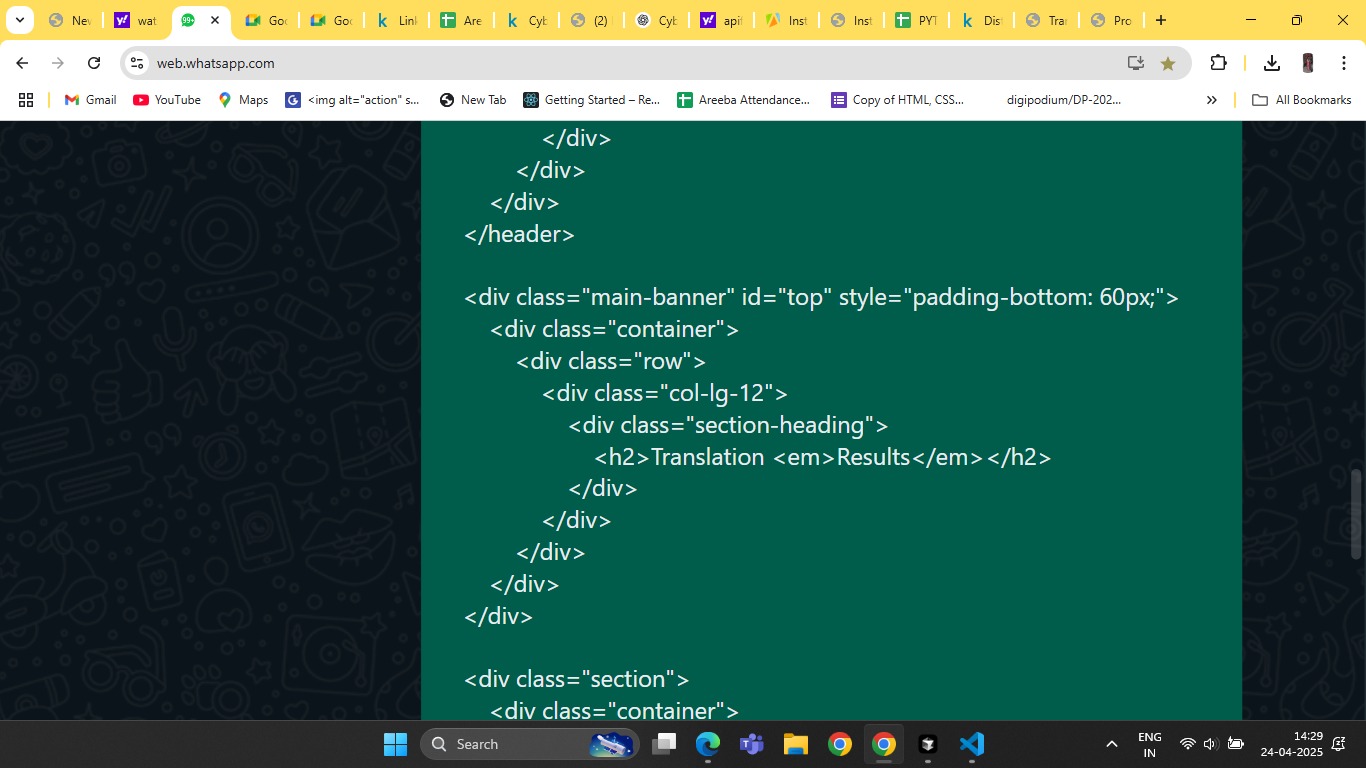 Nev
wat
99+
Goo
Goo
Linl
Are
Cyb
(2)
Cyb
api
Inst
Inst
PYT
Dis
Tra
Pro
web.whatsapp.com
Gmail
YouTube
Maps
<img alt="action" s...
New Tab
Getting Started – Re...
Areeba Attendance...
Copy of HTML, CSS...
digipodium/DP-202...
»
All Bookmarks
</div>
</div>
</div>
</header>
<div class="main-banner" id="top" style="padding-bottom: 60px;">
<div class="container">
<div class="row">
<div class="col-lg-12">
<div class="section-heading">
<h2>Translation <em>Results</em></h2>
</div>
</div>
</div>
</div>
</div>
<div class="section">
<div class="container">
Search
ENG
IN
14:29
24-04-2025